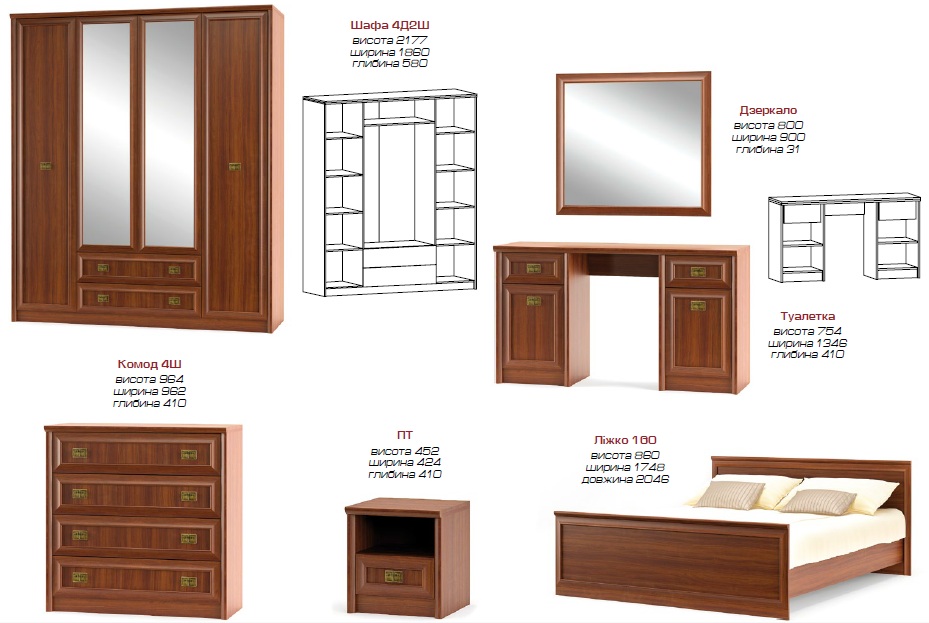 Шафа 4Д2Ш
висота 2177
ширина 1860
глибина 580
Дзеркало
висота 800
ширина 900
глибина 31
Туалетка
висота 754
ширина 1346
глибина 410
Комод 4Ш
висота 964
ширина 962
глибина 410
ПТ
висота 452
ширина 424
глибина 410
Ліжко 160
висота 860
ширина 1748
довжина 2046